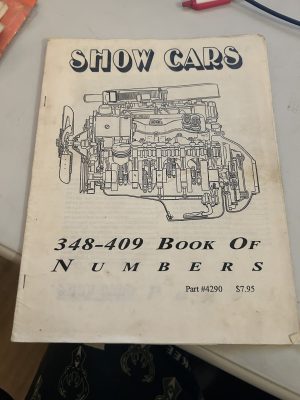 SHOW CARS
348-409 BOOK OF
NUMBERS
Part #4290 $7.95